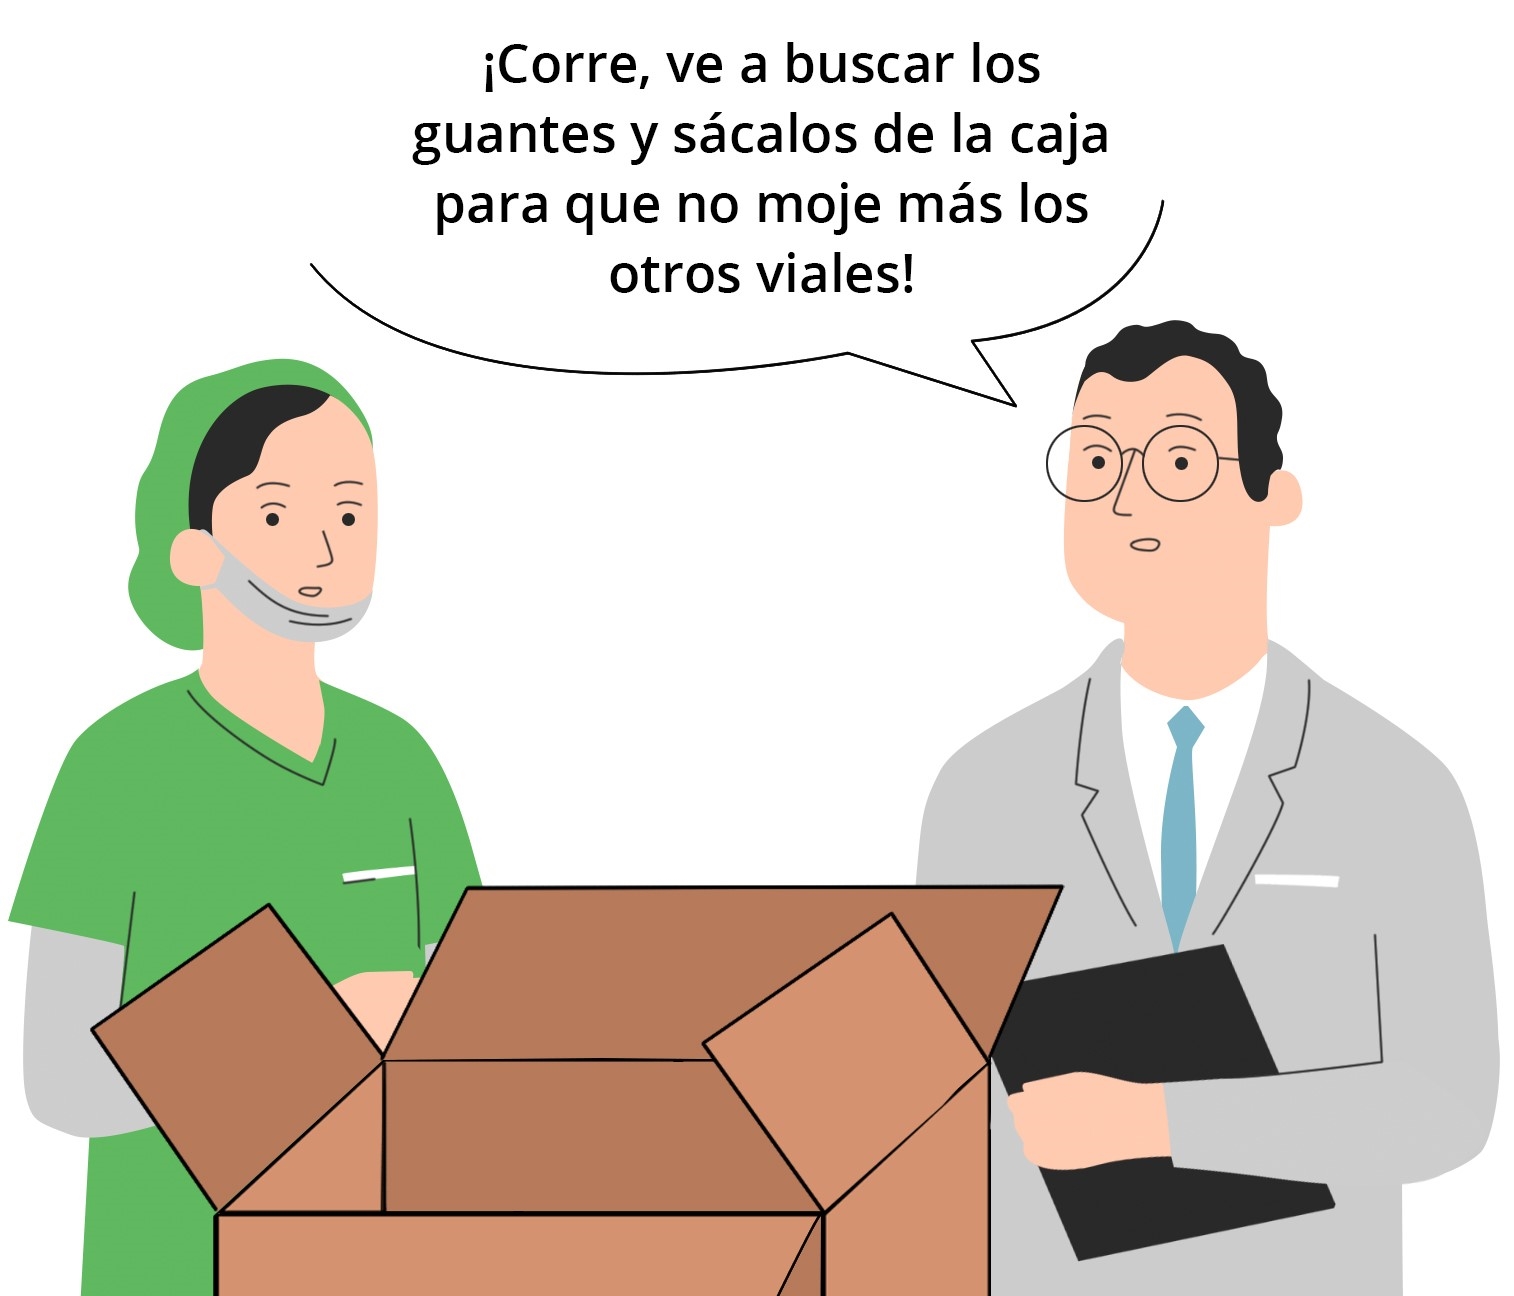 ¡Corre, ve a buscar los
guantes y sácalos de la caja
para que no moje más los
otros viales!